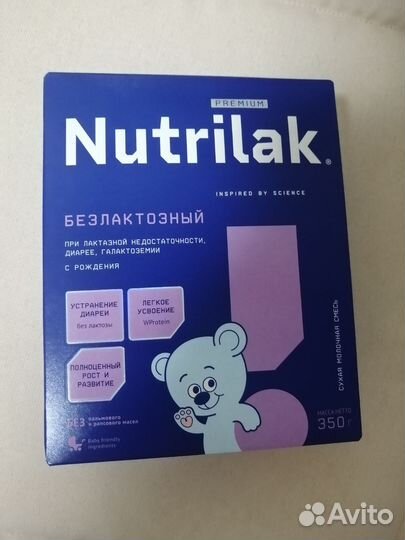 PREMIUM
Nutrilak®
INSPIRED BY SCIENCE
БЕЗЛАКТОЗНЫЙ
ПРИ ЛАКТАЗНОЙ НЕДОСТАТОЧНОСТИ,
ДИАРЕЕ, ГАЛАКТОЗЕМИИ
С РОЖДЕНИЯ
УСТРАНЕНИЕ
ДИАРЕИ
без лактозы
ЛЕГКОЕ
УСВОЕНИЕ
WProtein
ПОЛНОЦЕННЫЙ
РОСТ И
РАЗВИТИЕ
БЕЗ пальмового
и рапсового масел
Baby friendly
ingredients
СУХАЯ МОЛОЧНАЯ СМЕСЬ
МАССА НЕТТО
350 г
Avito